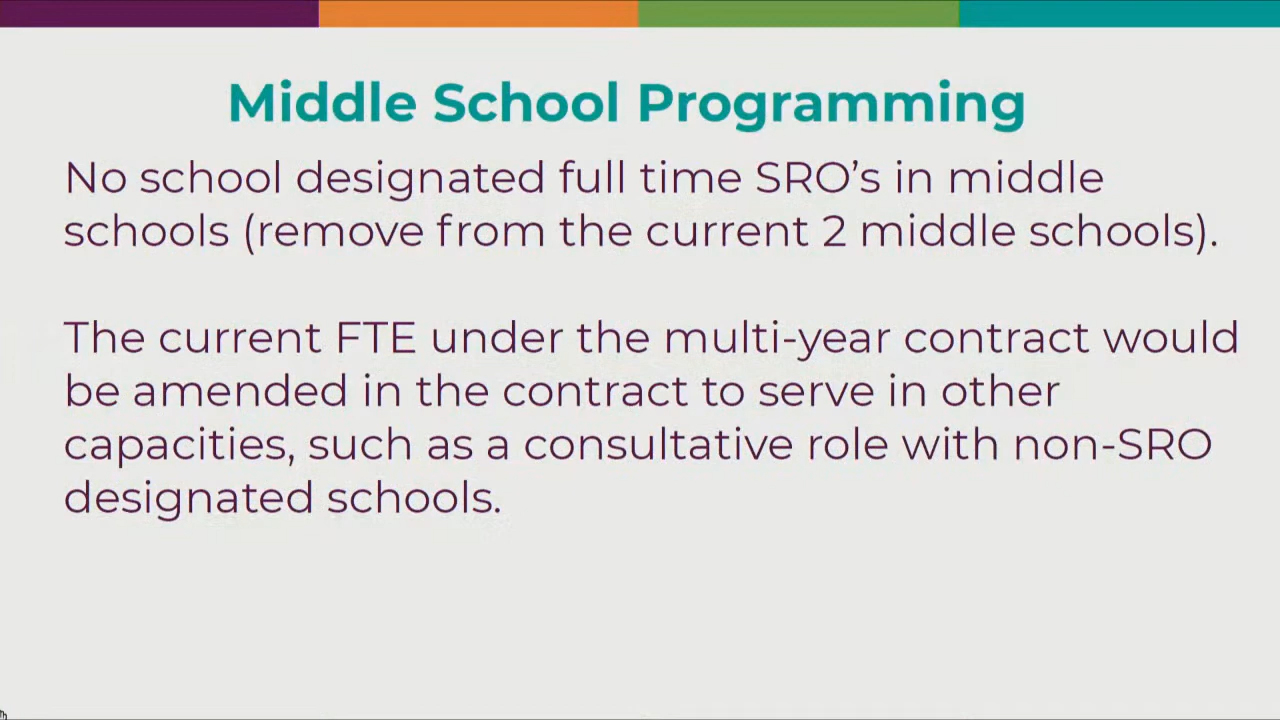 Middle School Programming
No school designated full time SRO’s in middle
schools (remove from the current 2 middle schools).
The current FTE under the multi-year contract would
be amended in the contract to serve in other
capacities, such as a consultative role with non-SRO
designated schools.